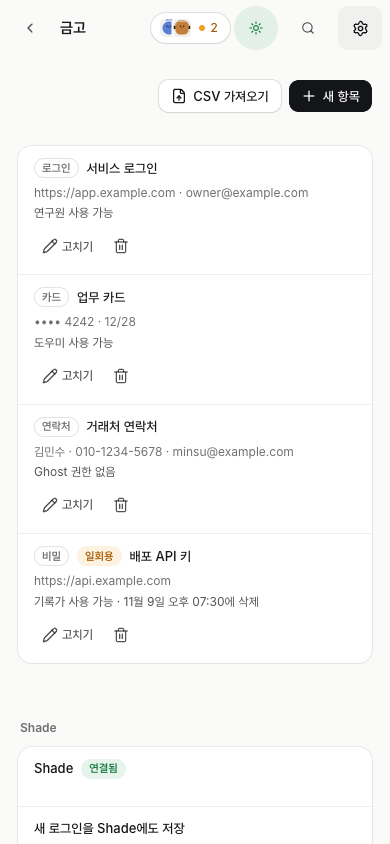 금고
2
CSV 가져오기
새 항목
로그인 서비스 로그인
https://app.example.com · owner@example.com
연구원 사용 가능
고치기
카드 업무 카드
•••• 4242 · 12/28
도우미 사용 가능
고치기
연락처 거래처 연락처
김민수 · 010-1234-5678 · minsu@example.com
Ghost 권한 없음
고치기
비밀 일회용 배포 API 키
https://api.example.com
기록가 사용 가능 · 11월 9일 오후 07:30에 삭제
고치기
Shade
Shade 연결됨
새 로그인을 Shade에도 저장